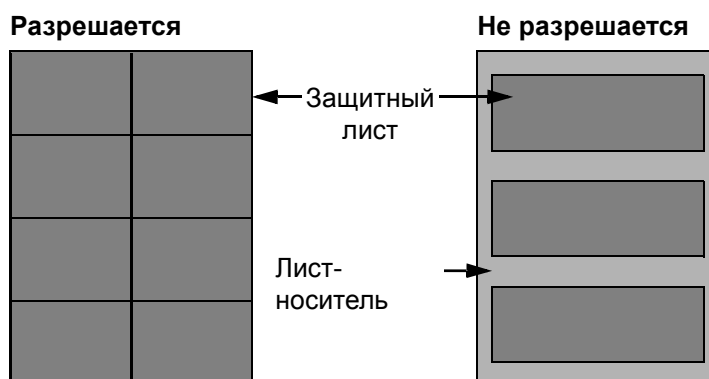 Разрешается
Не разрешается
Защитный
лист
Лист-
носитель